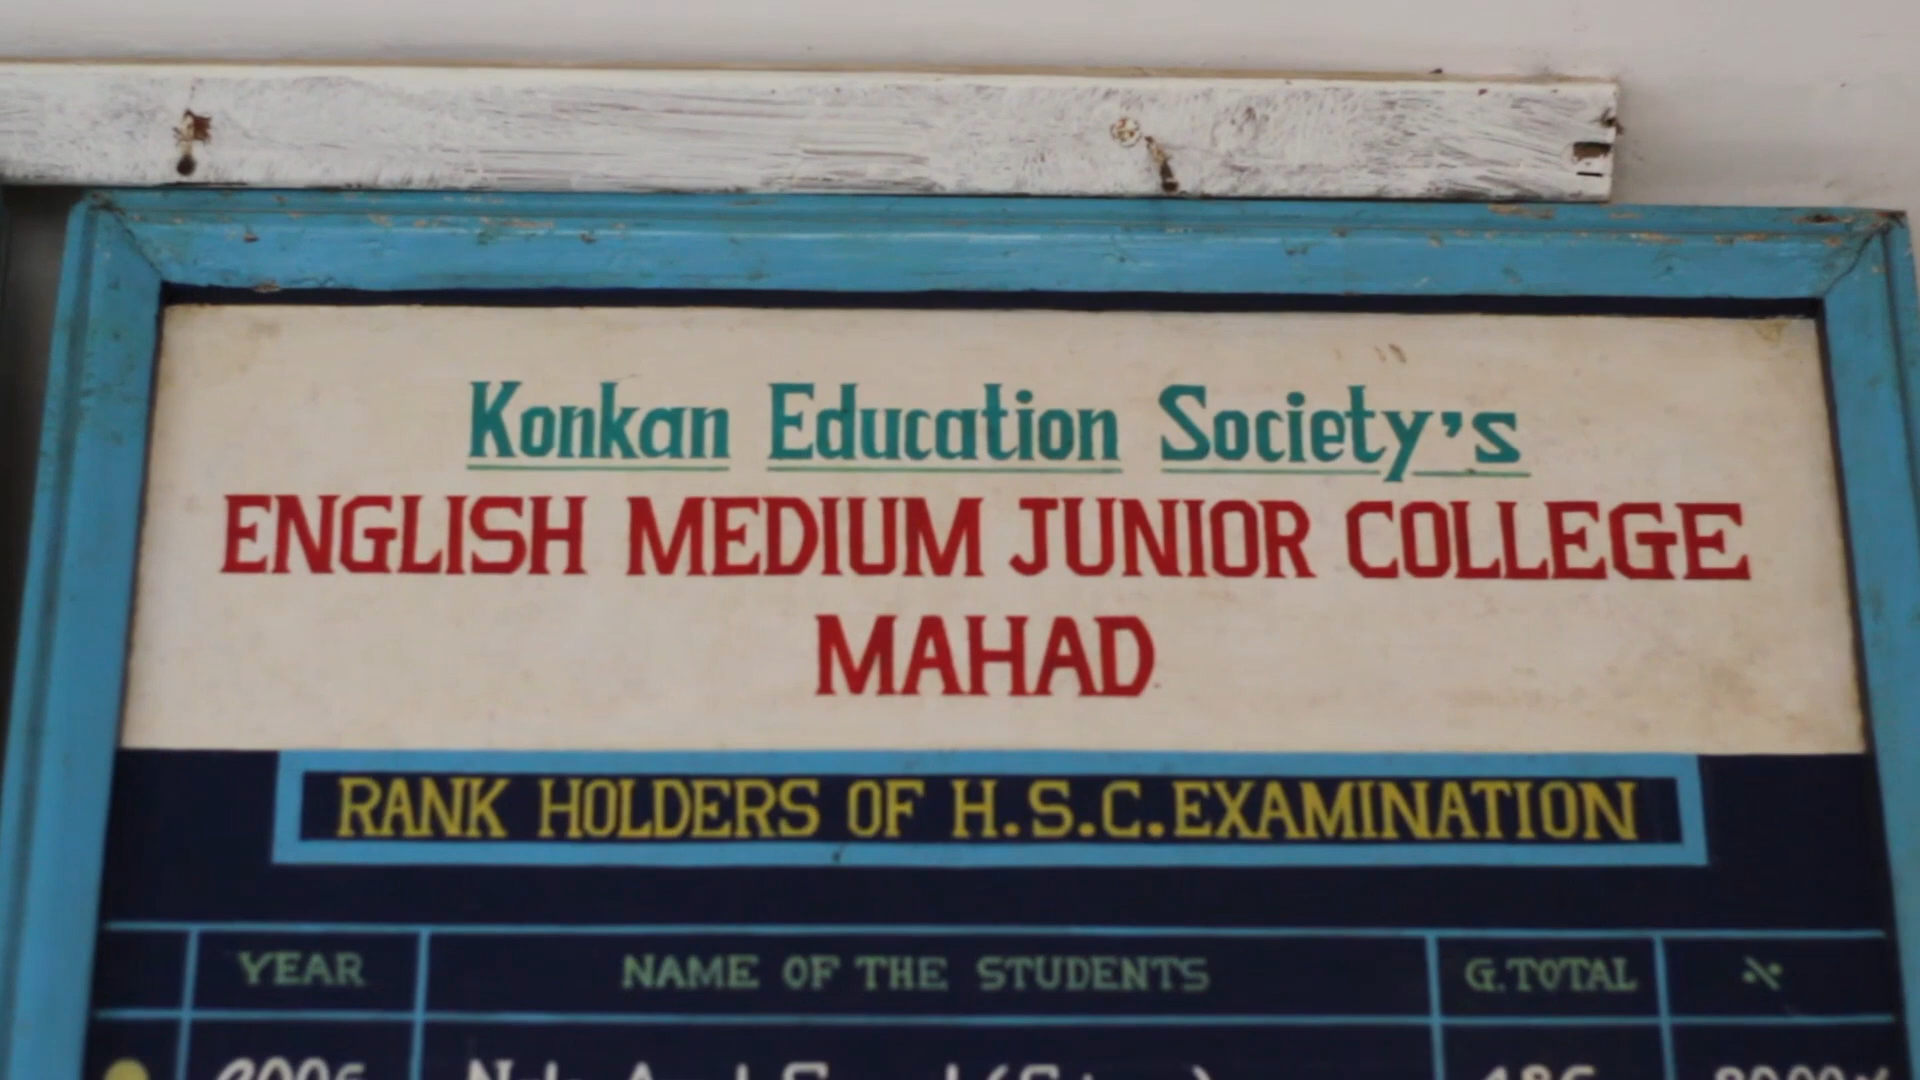 Konkan Education Society's
ENGLISH MEDIUM JUNIOR COLLEGE
MAHAD
RANK HOLDERS OF H.S.C.EXAMINATION
YEAR NAME OF THE STUDENTS G.TOTAL %